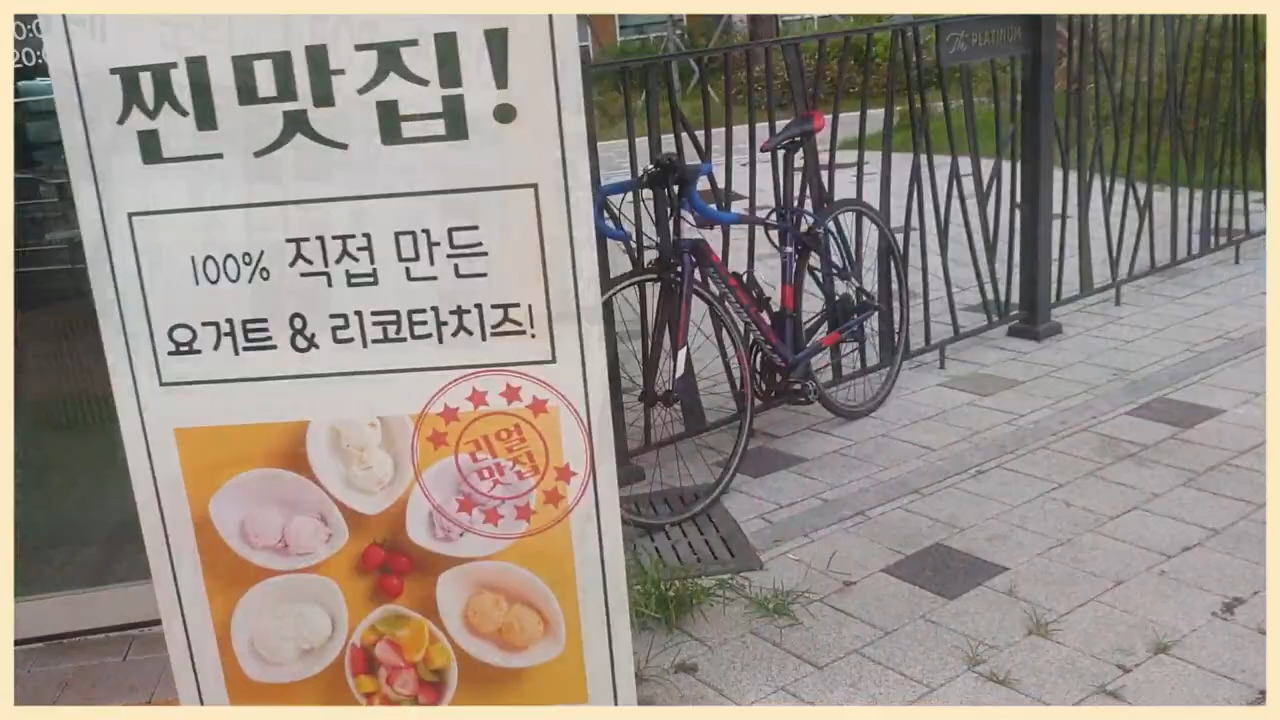 찐맛집!
100% 직접 만든
요거트 & 리코타치즈!
리얼
맛집
The PLATINUM